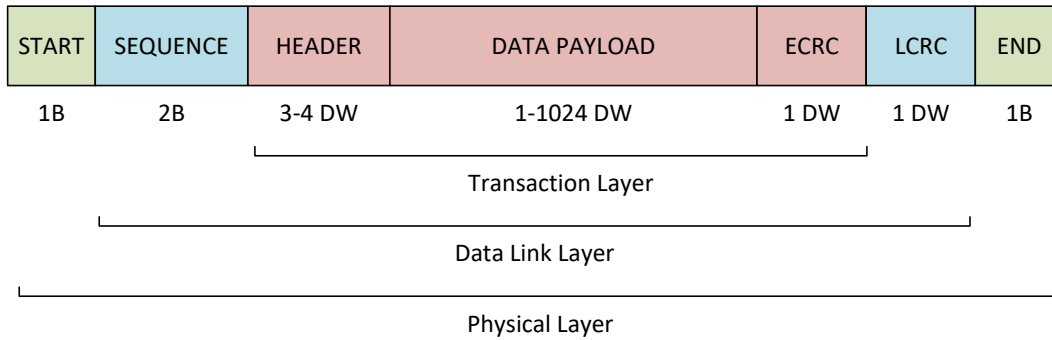 START SEQUENCE HEADER DATA PAYLOAD ECRC LCRC END
1B 2B 3-4 DW 1-1024 DW 1 DW 1 DW 1B
Transaction Layer
Data Link Layer
Physical Layer